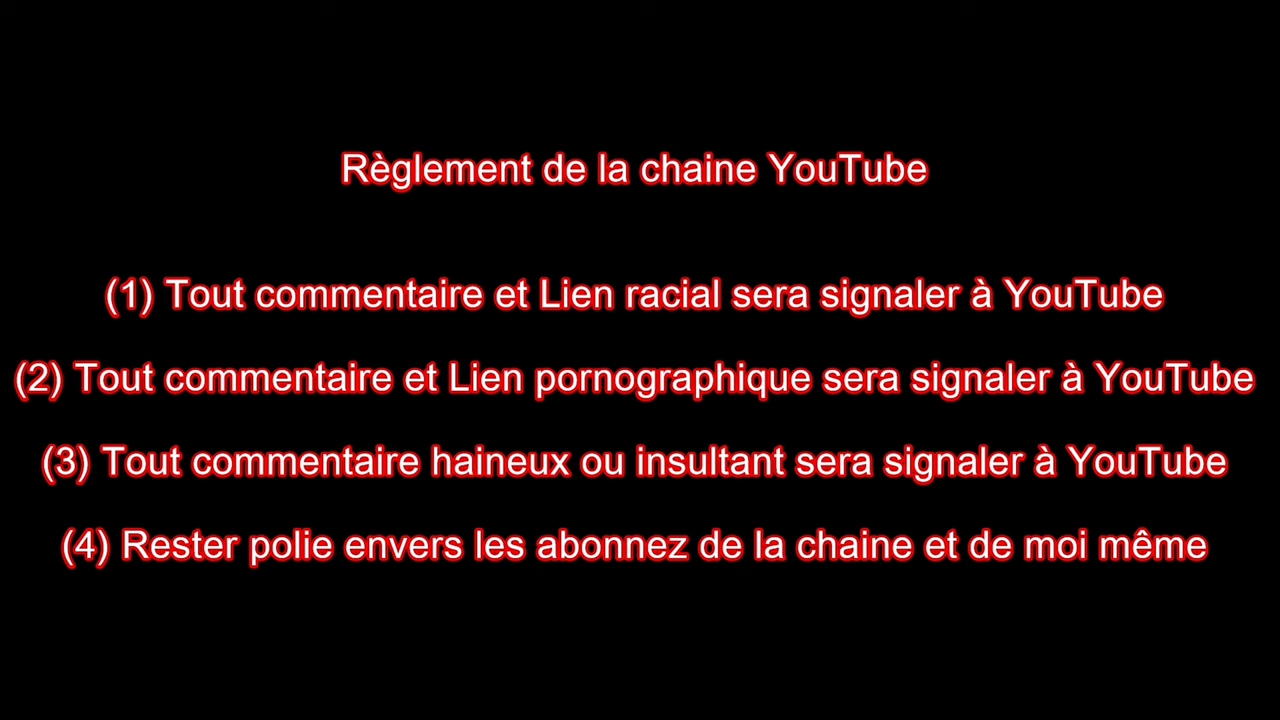 Règlement de la chaine YouTube
(1) Tout commentaire et Lien racial sera signaler à YouTube
(2) Tout commentaire et Lien pornographique sera signaler à YouTube
(3) Tout commentaire haineux ou insultant sera signaler à YouTube
(4) Rester polie envers les abonnez de la chaine et de moi même